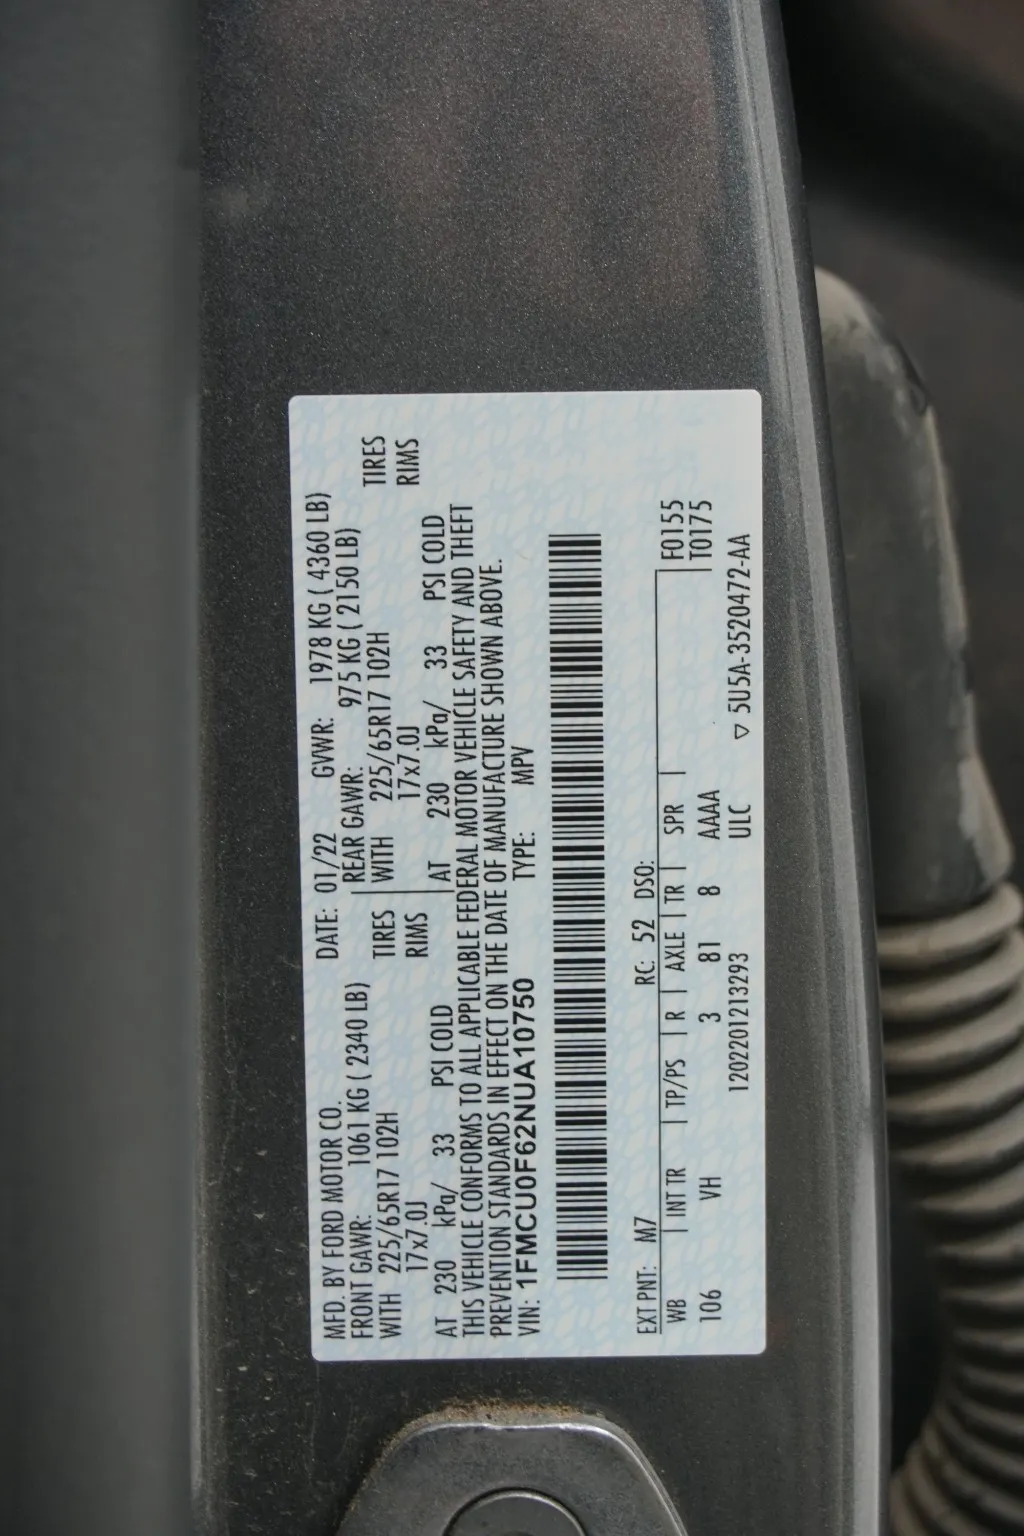 MFD. BY FORD MOTOR CO. DATE: 01/22 GVWR: 1978 KG ( 4360 LB)
FRONT GAWR: 1061 KG ( 2340 LB) REAR GAWR: 975 KG ( 2150 LB)
WITH 225/65R17 102H TIRES WITH 225/65R17 102H TIRES
17x7.0J RIMS 17x7.0J RIMS
AT 230 kPa/ 33 PSI COLD AT 230 kPa/ 33 PSI COLD
THIS VEHICLE CONFORMS TO ALL APPLICABLE FEDERAL MOTOR VEHICLE SAFETY AND THEFT
PREVENTION STANDARDS IN EFFECT ON THE DATE OF MANUFACTURE SHOWN ABOVE.
VIN: 1FMCU0F62NUA10750 TYPE: MPV
EXT PNT: M7 RC: 52 DSO: F0155
WB INT TR TP/PS R AXLE TR SPR T0175
106 VH 3 81 8 AAAA
1202201213293 ULC ▽ 5U5A-3520472-AA